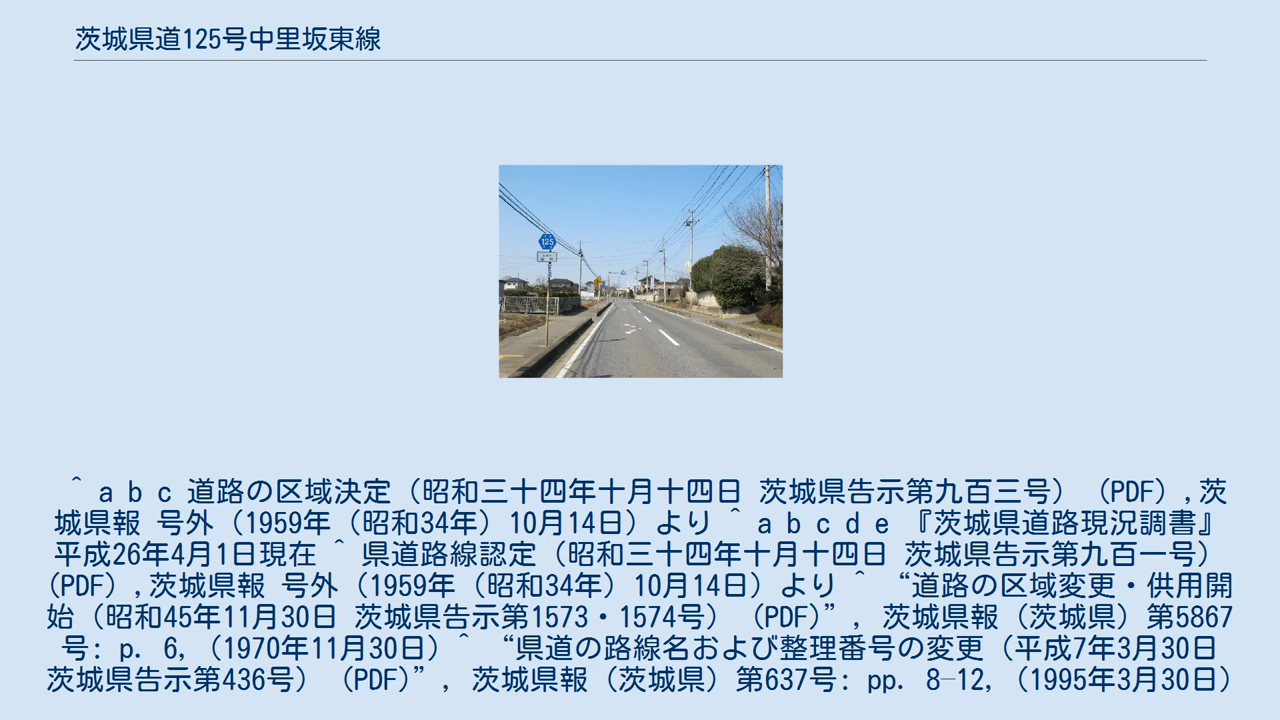 茨城県道125号中里坂東線
125
^ a b c 道路の区域決定（昭和三十四年十月十四日 茨城県告示第九百三号）（PDF）,茨
城県報 号外（1959年（昭和34年）10月14日）より ^ a b c d e 『茨城県道路現況調書』
平成26年4月1日現在 ^ 県道路線認定（昭和三十四年十月十四日 茨城県告示第九百一号）
(PDF）,茨城県報 号外（1959年（昭和34年）10月14日）より ^ “道路の区域変更・供用開
始（昭和45年11月30日 茨城県告示第1573・1574号）（PDF）”, 茨城県報（茨城県）第5867
号: p. 6,（1970年11月30日） ^ “県道の路線名および整理番号の変更（平成7年3月30日
茨城県告示第436号）（PDF）”, 茨城県報（茨城県）第637号: pp. 8–12,（1995年3月30日）